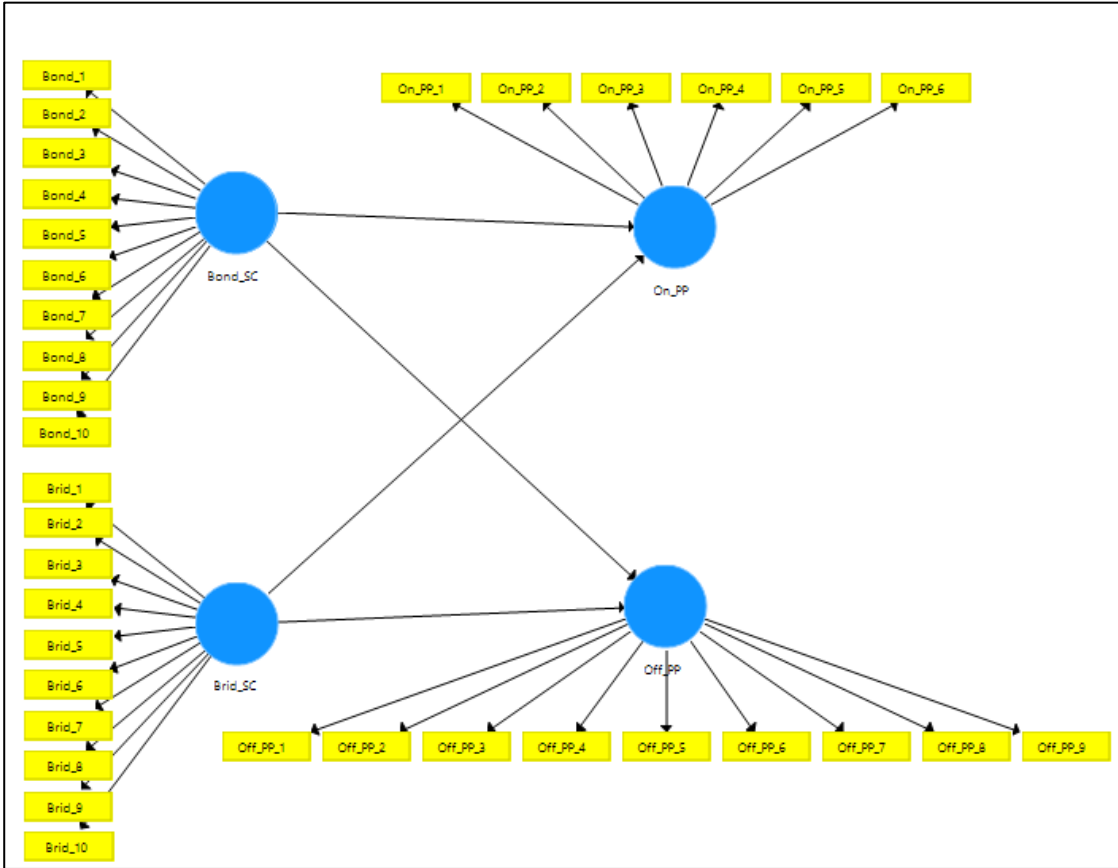 Bond_1
Bond_2
Bond_3
Bond_4
Bond_5
Bond_6
Bond_7
Bond_8
Bond_9
Bond_10
Bond_SC
On_PP_1 On_PP_2 On_PP_3 On_PP_4 On_PP_5 On_PP_6
On_PP
Brid_1
Brid_2
Brid_3
Brid_4
Brid_5
Brid_6
Brid_7
Brid_8
Brid_9
Brid_10
Brid_SC
Off_PP
Off_PP_1 Off_PP_2 Off_PP_3 Off_PP_4 Off_PP_5 Off_PP_6 Off_PP_7 Off_PP_8 Off_PP_9